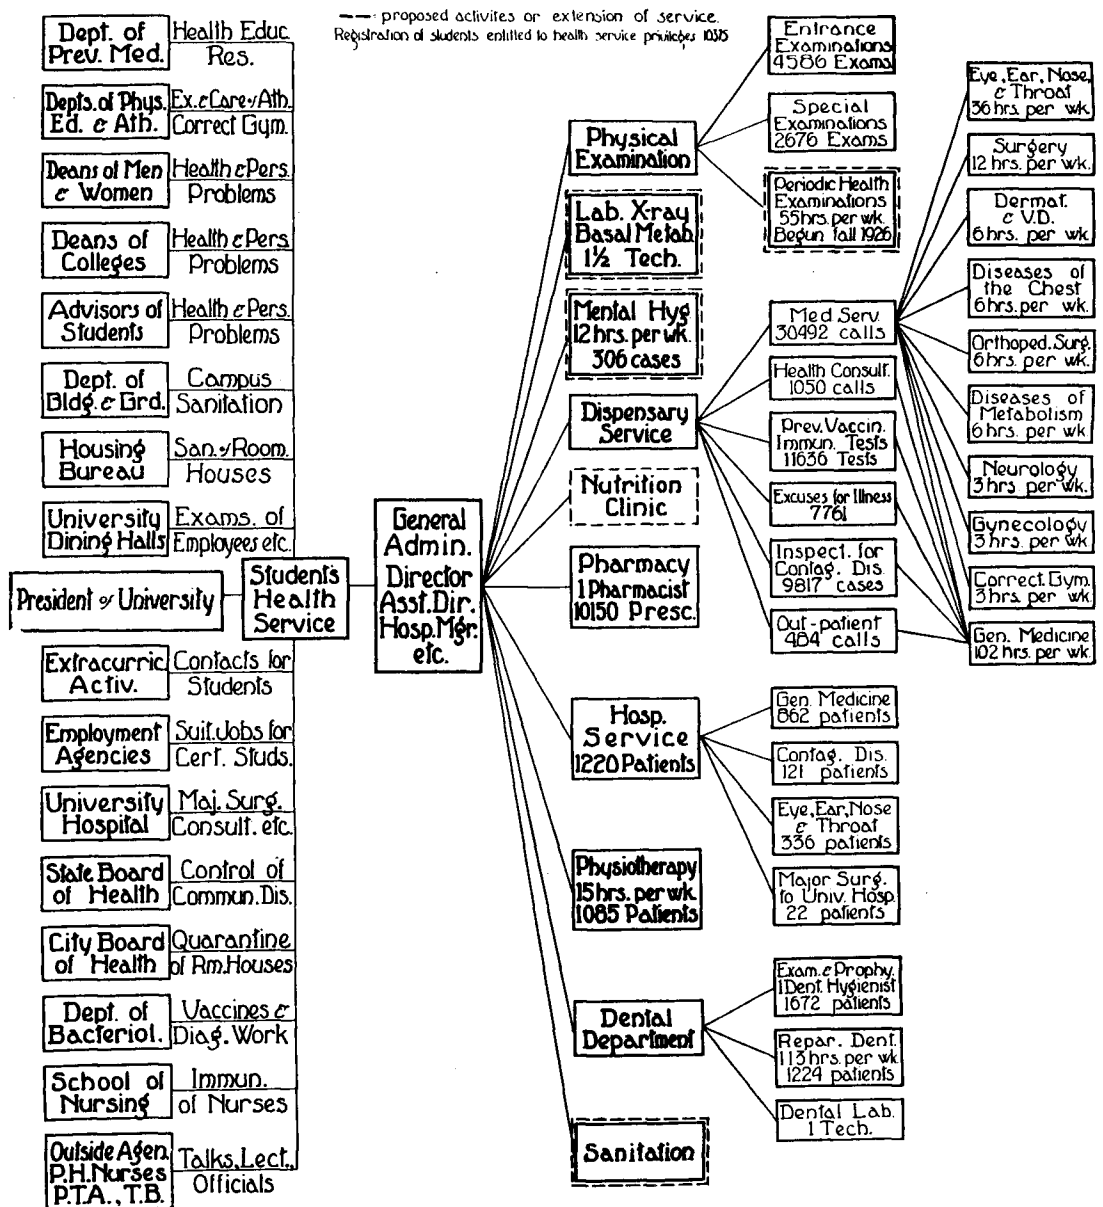 ---: proposed activites or extension of service.
Registration of students entitled to health service privileges 10375
Dept. of
Prev. Med.
Health Educ.
Res.
Depts. of Phys.
Ed. & Ath.
Ex. & Care of Ath.
Correct Gym.
Deans of Men
& Women
Health & Pers.
Problems
Deans of
Colleges
Health & Pers
Problems
Advisors of
Students
Health & Pers.
Problems
Dept. of
Bldg. & Grd.
Campus
Sanitation
Housing
Bureau
San. of Room.
Houses
University
Dining Halls
Exams. of
Employees etc.
President of University
Students
Health
Service
General
Admin.
Director
Asst. Dir.
Hosp. Mgr.
etc.
Extracurric.
Activ.
Contacts for
Students
Employment
Agencies
Suit. Jobs for
Cert. Studs.
University
Hospital
Maj. Surg.
Consult. etc.
State Board
of Health
Control of
Commun. Dis.
City Board
of Health
Quarantine
of Rm. Houses
Dept. of
Bacteriol.
Vaccines &
Diag. Work
School of
Nursing
Immun.
of Nurses
Outside Agen.
P.H. Nurses
P.T.A., T.B.
Talks, Lect.,
Officials
Physical
Examination
Lab. X-ray
Basal Metab.
1½ Tech.
Mental Hyg
12 hrs. per wk.
306 cases
Dispensary
Service
Nutrition
Clinic
Pharmacy
1 Pharmacist
10150 Presc.
Hosp.
Service
1220 Patients
Physiotherapy
15 hrs. per wk.
1085 Patients
Dental
Department
Sanitation
Entrance
Examinations
4586 Exams
Special
Examinations
2676 Exams
Periodic Health
Examinations
55 hrs. per wk.
Begun fall 1926
Med Serv.
30492 calls
Health Consult.
1050 calls
Prev. Vaccin.
Immun. Tests
11636 Tests
Excuses for Illness
7761
Inspect. for
Contag. Dis.
9817 cases
Out-patient
484 calls
Gen. Medicine
862 patients
Contag. Dis.
121 patients
Eye, Ear, Nose
& Throat
336 patients
Major Surg.
to Univ. Hosp.
22 patients
Exam. & Prophy.
1 Dent. Hygienist
1672 patients
Repar. Dent.
113 hrs. per wk
1224 patients
Dental Lab.
1 Tech.
Eye, Ear, Nose,
& Throat
36 hrs. per wk.
Surgery
12 hrs. per wk.
Dermat.
& V.D.
6 hrs. per wk.
Diseases of
the Chest
6 hrs. per wk.
Orthoped. Surg.
6 hrs. per wk.
Diseases of
Metabolism
6 hrs. per wk
Neurology
3 hrs. per wk.
Gynecology
3 hrs. per wk.
Correct. Gym.
3 hrs. per wk.
Gen. Medicine
102 hrs. per wk.